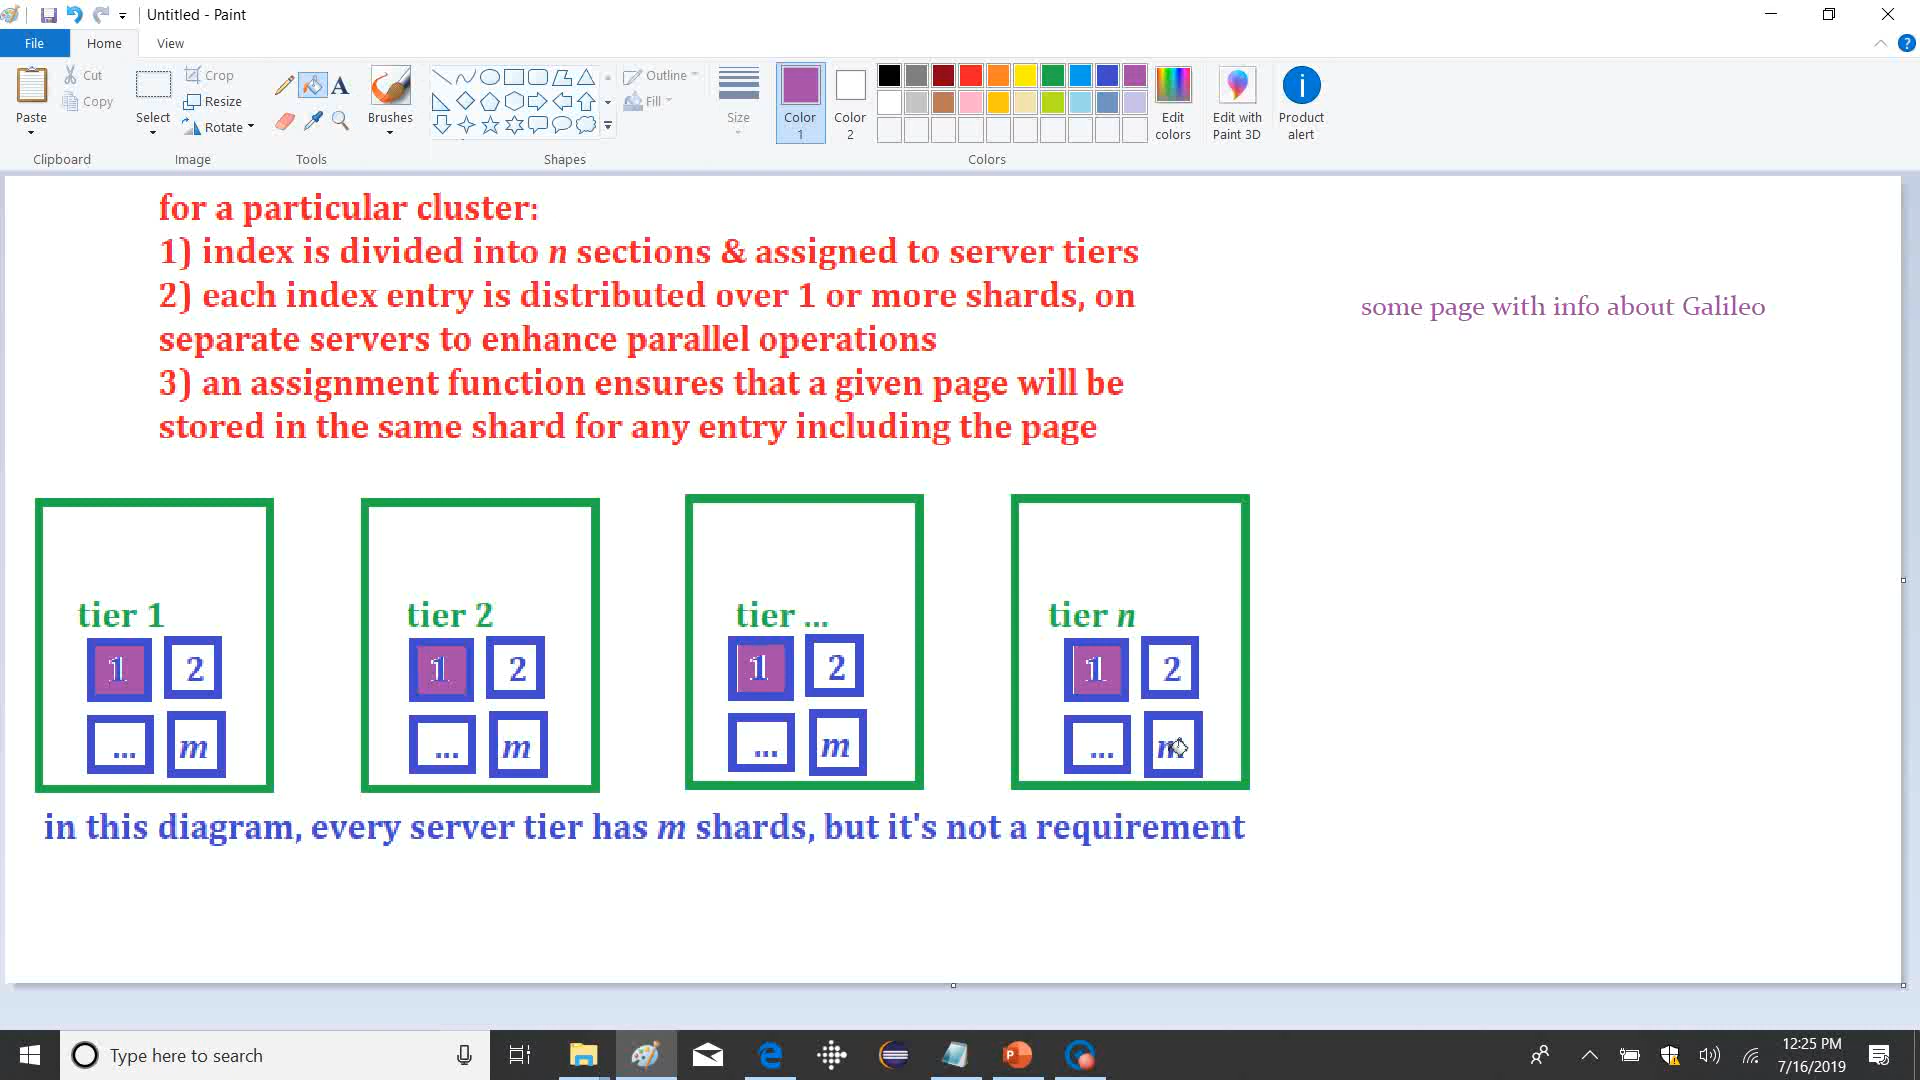 Untitled - Paint
File Home View
Paste
Cut
Copy
Clipboard
Select
Crop
Resize
Rotate
Image
Tools
Brushes
Shapes
Outline
Fill
Size
Color 1
Color 2
Colors
Edit colors
Edit with Paint 3D
Product alert
for a particular cluster:
1) index is divided into n sections & assigned to server tiers
2) each index entry is distributed over 1 or more shards, on
separate servers to enhance parallel operations
3) an assignment function ensures that a given page will be
stored in the same shard for any entry including the page
some page with info about Galileo
tier 1
1 2
... m
tier 2
1 2
... m
tier ...
1 2
... m
tier n
1 2
... m
in this diagram, every server tier has m shards, but it's not a requirement
Type here to search
12:25 PM
7/16/2019